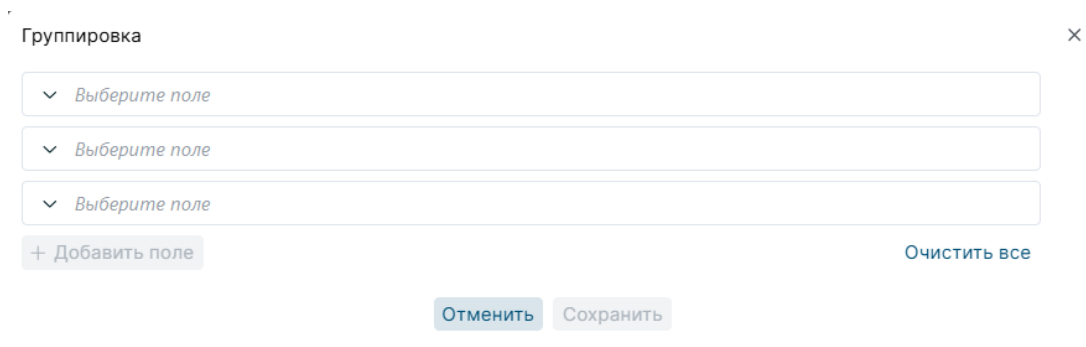 Группировка
Выберите поле
Выберите поле
Выберите поле
+ Добавить поле
Очистить все
Отменить Сохранить